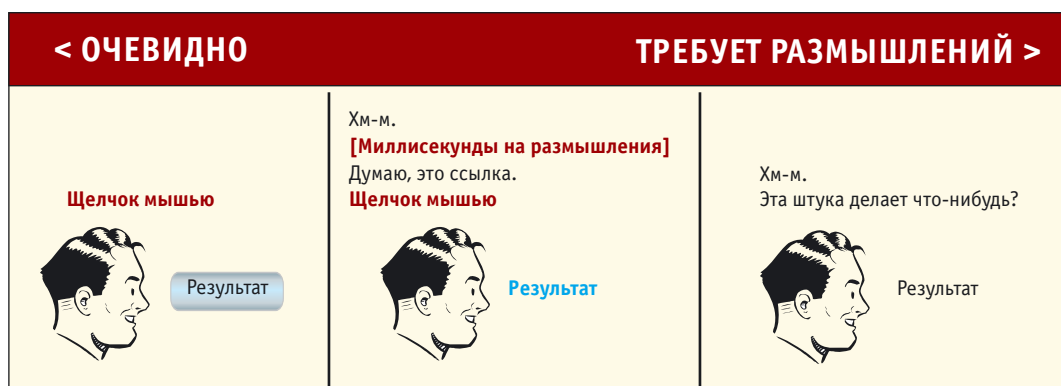 < ОЧЕВИДНО
ТРЕБУЕТ РАЗМЫШЛЕНИЙ >
Щелчок мышью
Результат
Хм-м.
[Миллисекунды на размышления]
Думаю, это ссылка.
Щелчок мышью
Результат
Хм-м.
Эта штука делает что-нибудь?
Результат